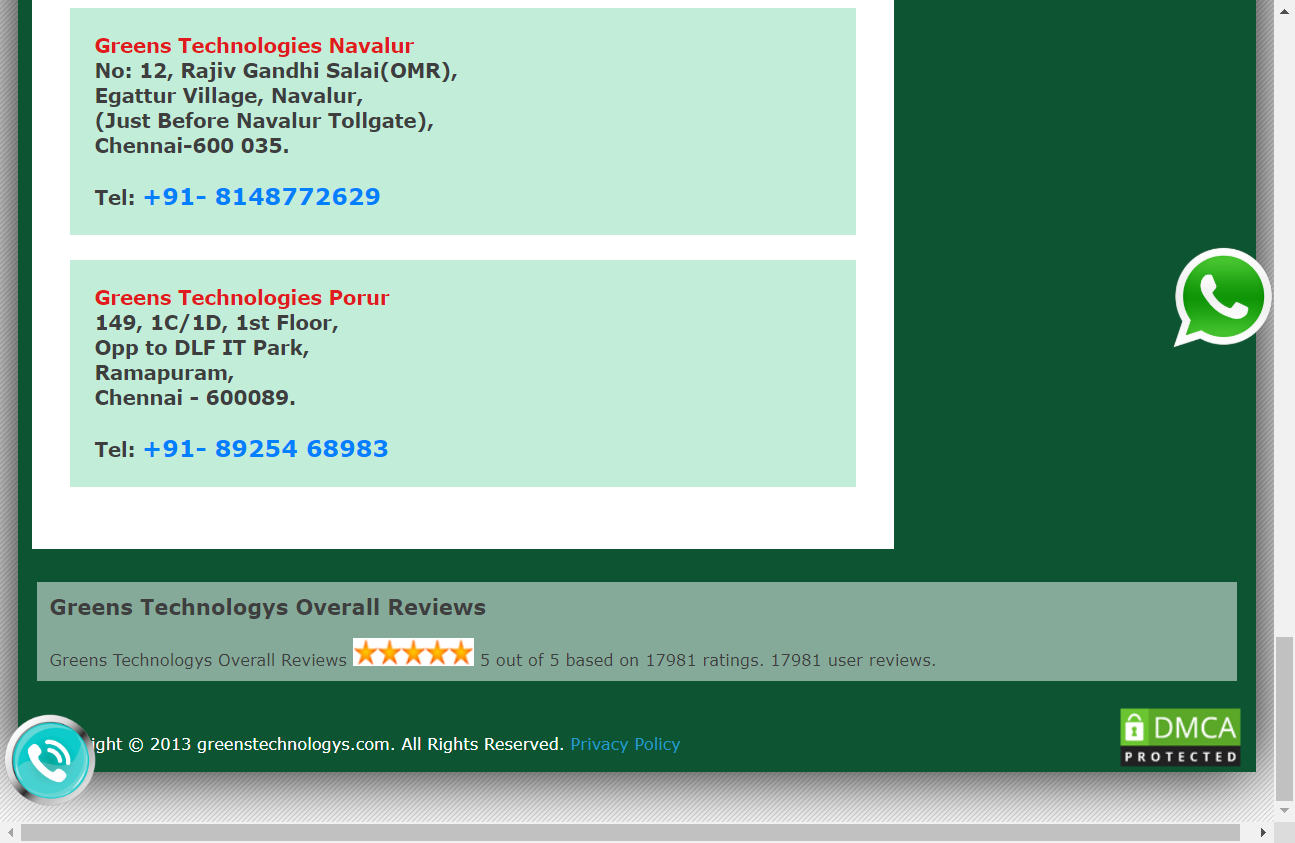 Greens Technologies Navalur
No: 12, Rajiv Gandhi Salai(OMR),
Egattur Village, Navalur,
(Just Before Navalur Tollgate),
Chennai-600 035.
Tel: +91- 8148772629
Greens Technologies Porur
149, 1C/1D, 1st Floor,
Opp to DLF IT Park,
Ramapuram,
Chennai - 600089.
Tel: +91- 89254 68983
Greens Technologys Overall Reviews
Greens Technologys Overall Reviews 5 out of 5 based on 17981 ratings. 17981 user reviews.
ight © 2013 greenstechnologys.com. All Rights Reserved. Privacy Policy
DMCA
PROTECTED